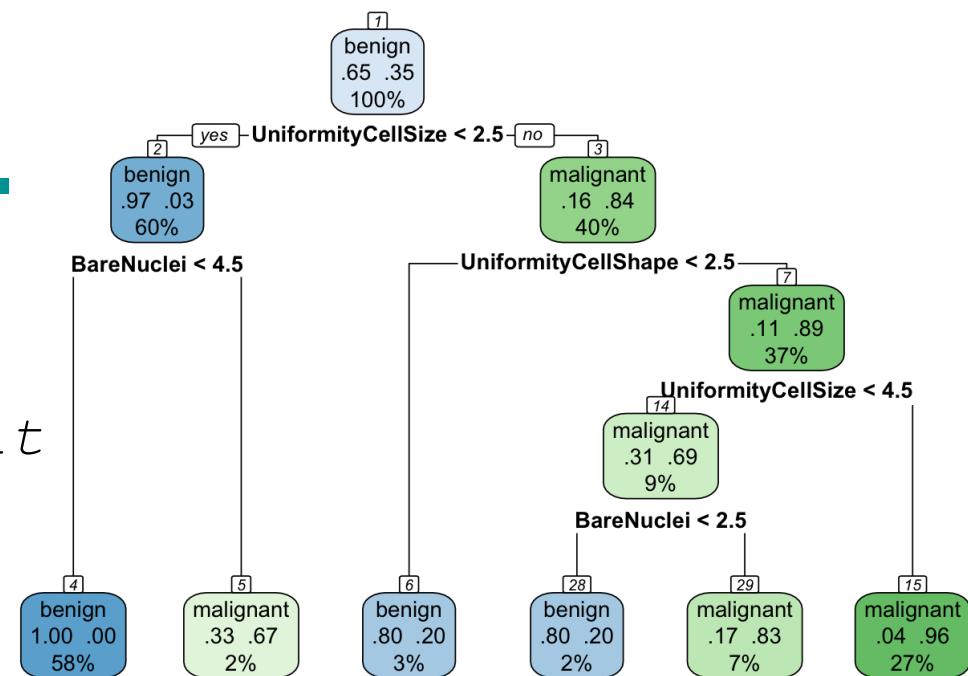 1
benign
.65 .35
100%
yes UniformityCellSize < 2.5 no
2
benign
.97 .03
60%
3
malignant
.16 .84
40%
BareNuclei < 4.5
UniformityCellShape < 2.5
7
malignant
.11 .89
37%
UniformityCellSize < 4.5
14
malignant
.31 .69
9%
BareNuclei < 2.5
4
benign
1.00 .00
58%
5
malignant
.33 .67
2%
6
benign
.80 .20
3%
28
benign
.80 .20
2%
29
malignant
.17 .83
7%
15
malignant
.04 .96
27%